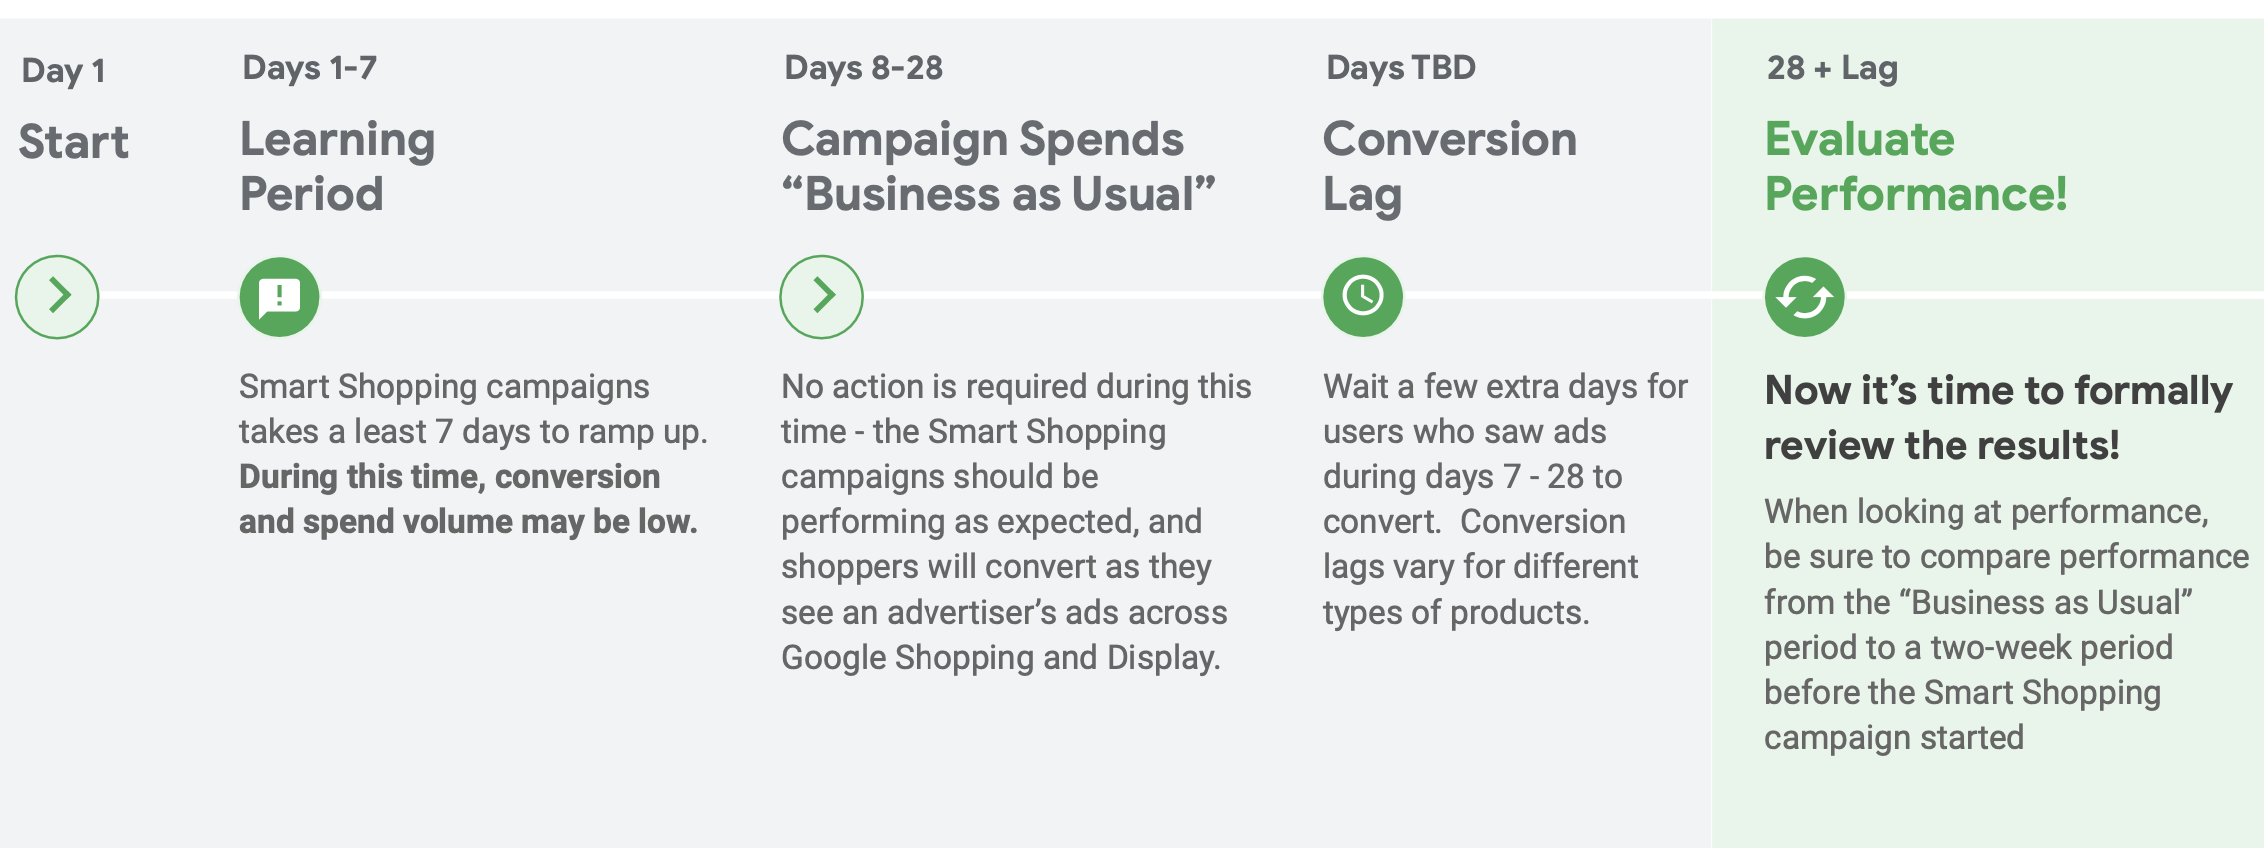 Day 1
Start
Days 1-7
Learning
Period
Smart Shopping campaigns
takes a least 7 days to ramp up.
During this time, conversion
and spend volume may be low.
Days 8-28
Campaign Spends
“Business as Usual”
No action is required during this
time - the Smart Shopping
campaigns should be
performing as expected, and
shoppers will convert as they
see an advertiser’s ads across
Google Shopping and Display.
Days TBD
Conversion
Lag
Wait a few extra days for
users who saw ads
during days 7 - 28 to
convert.  Conversion
lags vary for different
types of products.
28 + Lag
Evaluate
Performance!
Now it’s time to formally
review the results!
When looking at performance,
be sure to compare performance
from the “Business as Usual”
period to a two-week period
before the Smart Shopping
campaign started